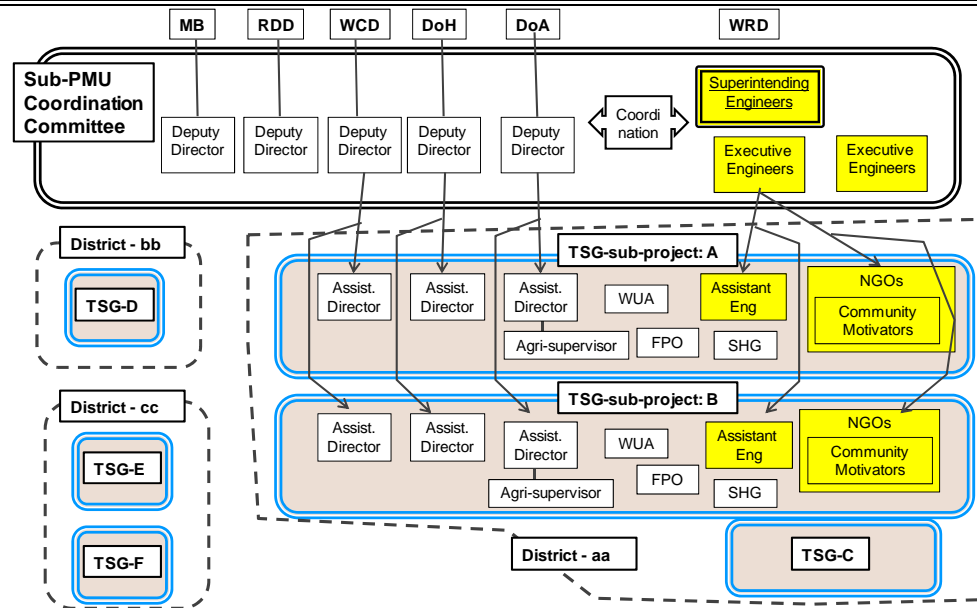 MB
RDD
WCD
DoH
DoA
WRD
Sub-PMU
Coordination
Committee
Deputy
Director
Deputy
Director
Deputy
Director
Deputy
Director
Deputy
Director
Coordi
nation
Superintending
Engineers
Executive
Engineers
Executive
Engineers
District - bb
TSG-D
District - cc
TSG-E
TSG-F
TSG-sub-project: A
Assist.
Director
Assist.
Director
Assist.
Director
Agri-supervisor
WUA
FPO
Assistant
Eng
SHG
NGOs
Community
Motivators
TSG-sub-project: B
Assist.
Director
Assist.
Director
Assist.
Director
Agri-supervisor
WUA
FPO
Assistant
Eng
SHG
NGOs
Community
Motivators
District - aa
TSG-C